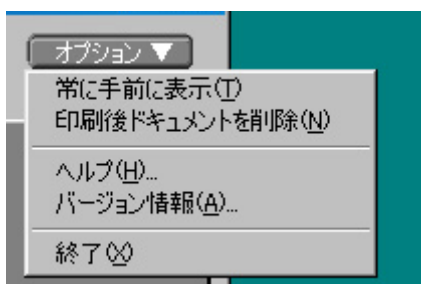 オプション ▼
常に手前に表示(T)
印刷後ドキュメントを削除(N)
ヘルプ(H)...
バージョン情報(A)...
終了(X)